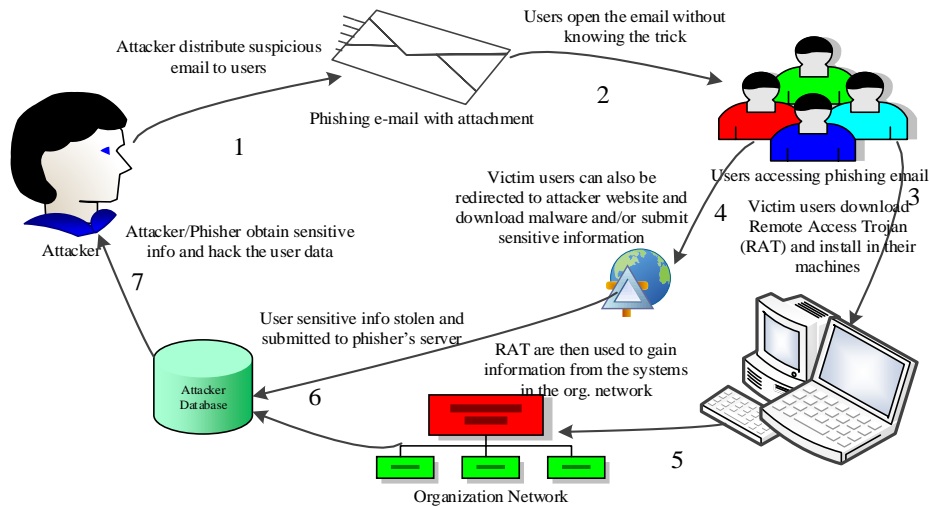 Attacker distribute suspicious
email to users
1
Phishing e-mail with attachment
Users open the email without
knowing the trick
2
Users accessing phishing email
3
Victim users download
Remote Access Trojan
(RAT) and install in their
machines
Victim users can also be
redirected to attacker website and
download malware and/or submit
sensitive information
4
Attacker
Attacker/Phisher obtain sensitive
info and hack the user data
7
User sensitive info stolen and
submitted to phisher's server
6
RAT are then used to gain
information from the systems
in the org. network
5
Attacker
Database
Organization Network